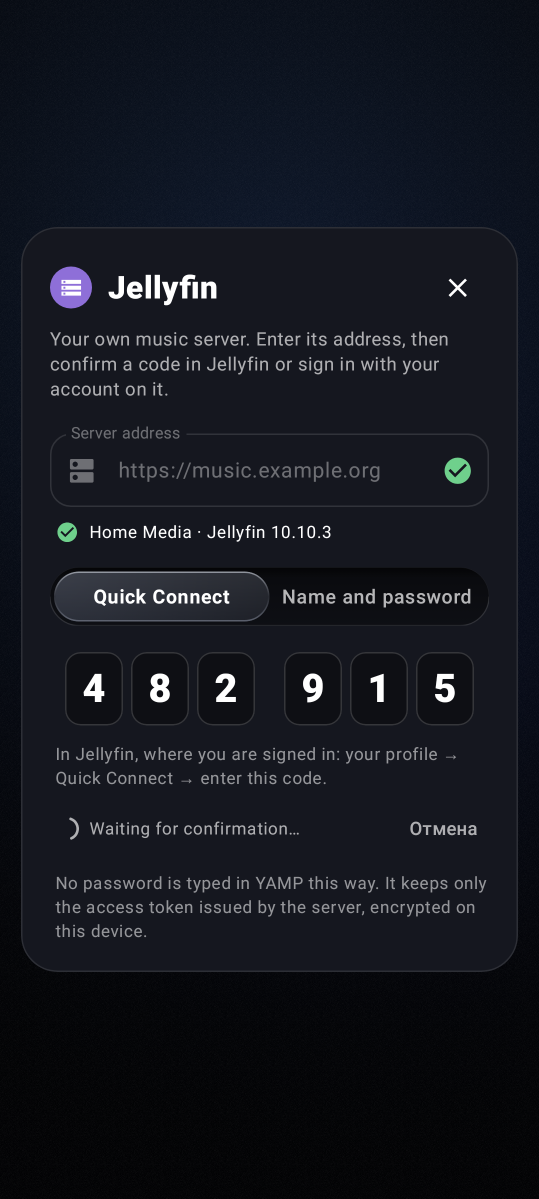 Jellyfin
Your own music server. Enter its address, then
confirm a code in Jellyfin or sign in with your
account on it.
Server address
https://music.example.org
Home Media · Jellyfin 10.10.3
Quick Connect Name and password
4 8 2 9 1 5
In Jellyfin, where you are signed in: your profile →
Quick Connect → enter this code.
Waiting for confirmation… Отмена
No password is typed in YAMP this way. It keeps only
the access token issued by the server, encrypted on
this device.